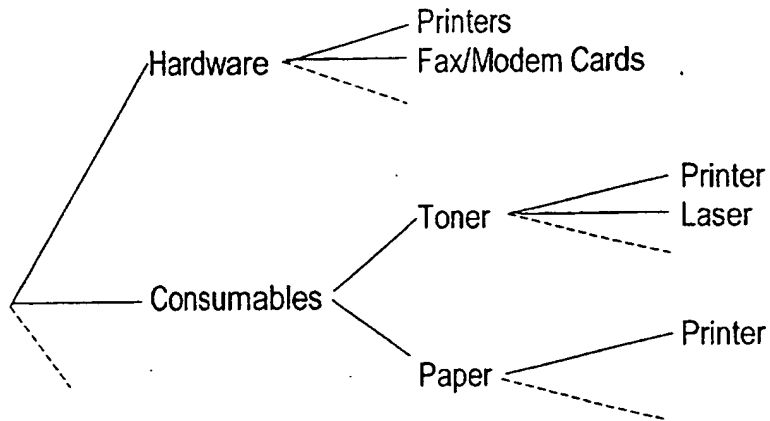 Printers
Hardware
Fax/Modem Cards
Printer
Toner
Laser
Consumables
Printer
Paper